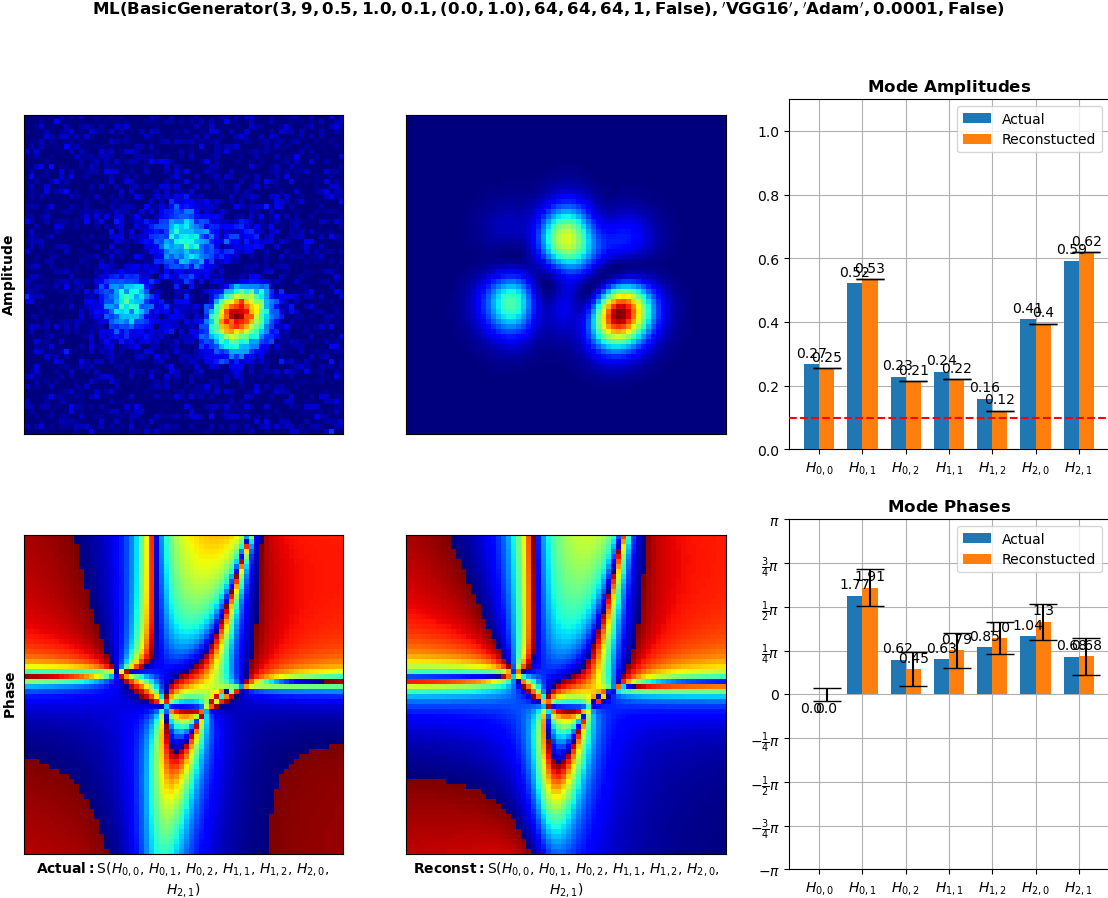 ML(BasicGenerator(3, 9, 0.5, 1.0, 0.1, (0.0, 1.0), 64, 64, 64, 1, False), ′VGG16′, ′Adam′, 0.0001, False)
Amplitude
Mode Amplitudes
Actual
Reconstucted
1.0
0.8
0.6
0.4
0.2
0.0
0.27 0.25 0.52 0.53 0.23 0.21 0.24 0.22 0.16 0.12 0.41 0.4 0.59 0.62
H0,0 H0,1 H0,2 H1,1 H1,2 H2,0 H2,1
Phase
Actual: S(H0,0, H0,1, H0,2, H1,1, H1,2, H2,0,
H2,1)
Reconst: S(H0,0, H0,1, H0,2, H1,1, H1,2, H2,0,
H2,1)
Mode Phases
Actual
Reconstucted
π
3/4π
1/2π
1/4π
0
−1/4π
−1/2π
−3/4π
−π
0.0 0.0 1.77 1.91 0.62 0.45 0.63 0.79 0.85 1.04 1.3 0.68
H0,0 H0,1 H0,2 H1,1 H1,2 H2,0 H2,1